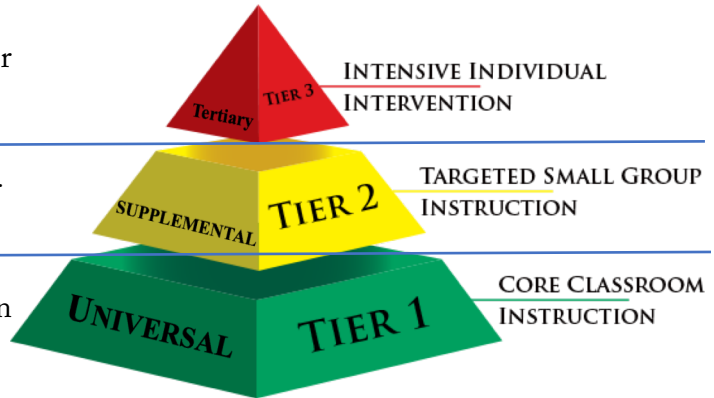 r
INTENSIVE INDIVIDUAL
INTERVENTION
Tertiary
TIER 3
TARGETED SMALL GROUP
INSTRUCTION
SUPPLEMENTAL
TIER 2
CORE CLASSROOM
INSTRUCTION
UNIVERSAL
TIER 1